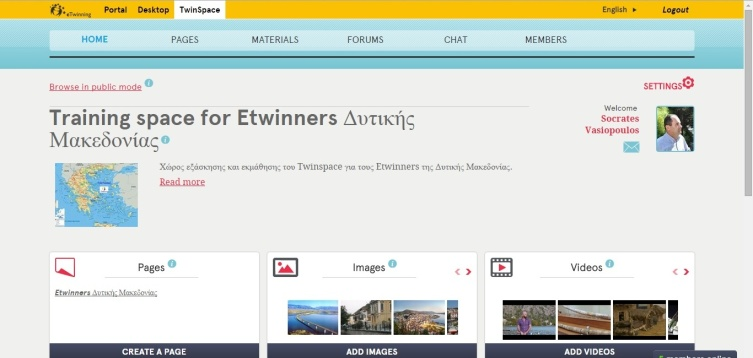 eTwinning Portal Desktop TwinSpace English Logout
HOME PAGES MATERIALS FORUMS CHAT MEMBERS
Browse in public mode i
SETTINGS
Training space for Etwinners Δυτικής
Μακεδονίας i
Welcome
Socrates
Vasiopoulos
Χώρος εξάσκησης και εκμάθησης του Twinspace για τους Etwinners της Δυτικής Μακεδονίας.
Read more
Pages i
Images i
Videos i
Etwinners Δυτικής Μακεδονίας
CREATE A PAGE
ADD IMAGES
ADD VIDEOS
members online